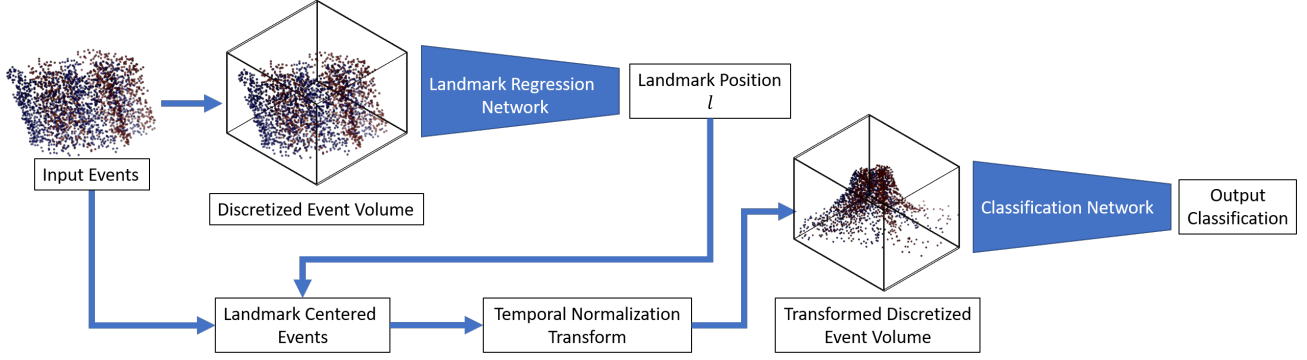 Input Events
Discretized Event Volume
Landmark Regression
Network
Landmark Position
l
Landmark Centered
Events
Temporal Normalization
Transform
Transformed Discretized
Event Volume
Classification Network
Output
Classification